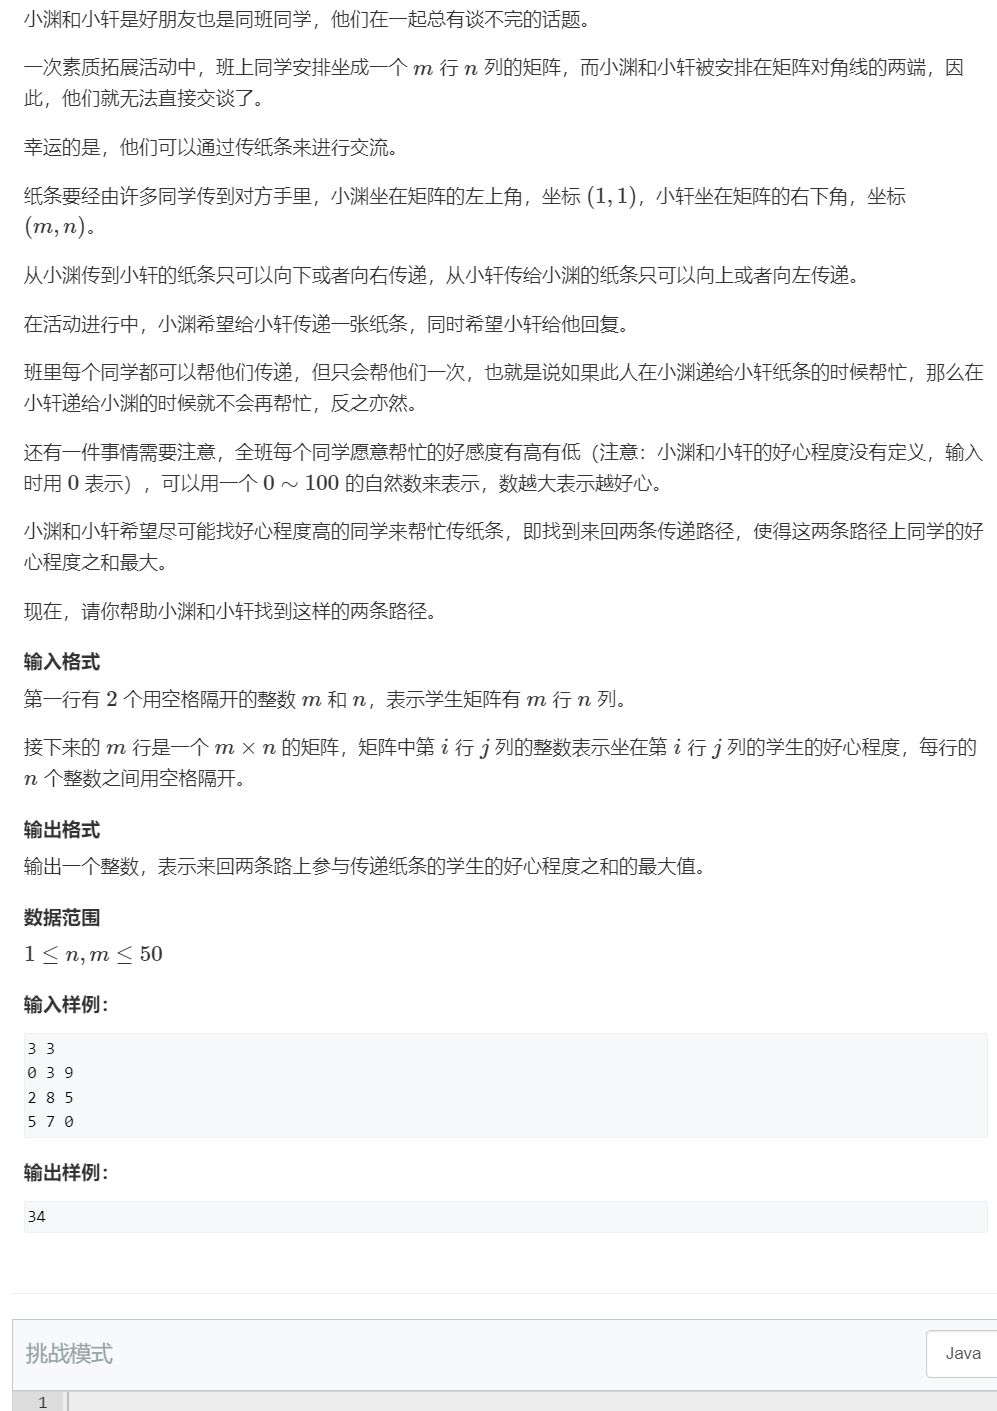 小渊和小轩是好朋友也是同班同学，他们在一起总有谈不完的话题。
一次素质拓展活动中，班上同学安排坐成一个 m 行 n 列的矩阵，而小渊和小轩被安排在矩阵对角线的两端，因
此，他们就无法直接交谈了。
幸运的是，他们可以通过传纸条来进行交流。
纸条要经由许多同学传到对方手里，小渊坐在矩阵的左上角，坐标 (1, 1)，小轩坐在矩阵的右下角，坐标
(m, n)。
从小渊传到小轩的纸条只可以向下或者向右传递，从小轩传给小渊的纸条只可以向上或者向左传递。
在活动进行中，小渊希望给小轩传递一张纸条，同时希望小轩给他回复。
班里每个同学都可以帮他们传递，但只会帮他们一次，也就是说如果此人在小渊递给小轩纸条的时候帮忙，那么在
小轩递给小渊的时候就不会再帮忙，反之亦然。
还有一件事情需要注意，全班每个同学愿意帮忙的好感度有高有低（注意：小渊和小轩的好心程度没有定义，输入
时用 0 表示），可以用一个 0 ∼ 100 的自然数来表示，数越大表示越好心。
小渊和小轩希望尽可能找好心程度高的同学来帮忙传纸条，即找到来回两条传递路径，使得这两条路径上同学的好
心程度之和最大。
现在，请你帮助小渊和小轩找到这样的两条路径。
输入格式
第一行有 2 个用空格隔开的整数 m 和 n，表示学生矩阵有 m 行 n 列。
接下来的 m 行是一个 m × n 的矩阵，矩阵中第 i 行 j 列的整数表示坐在第 i 行 j 列的学生的好心程度，每行的
n 个整数之间用空格隔开。
输出格式
输出一个整数，表示来回两条路上参与传递纸条的学生的好心程度之和的最大值。
数据范围
1 ≤ n, m ≤ 50
输入样例：
3 3
0 3 9
2 8 5
5 7 0
输出样例：
34
挑战模式
Java
1